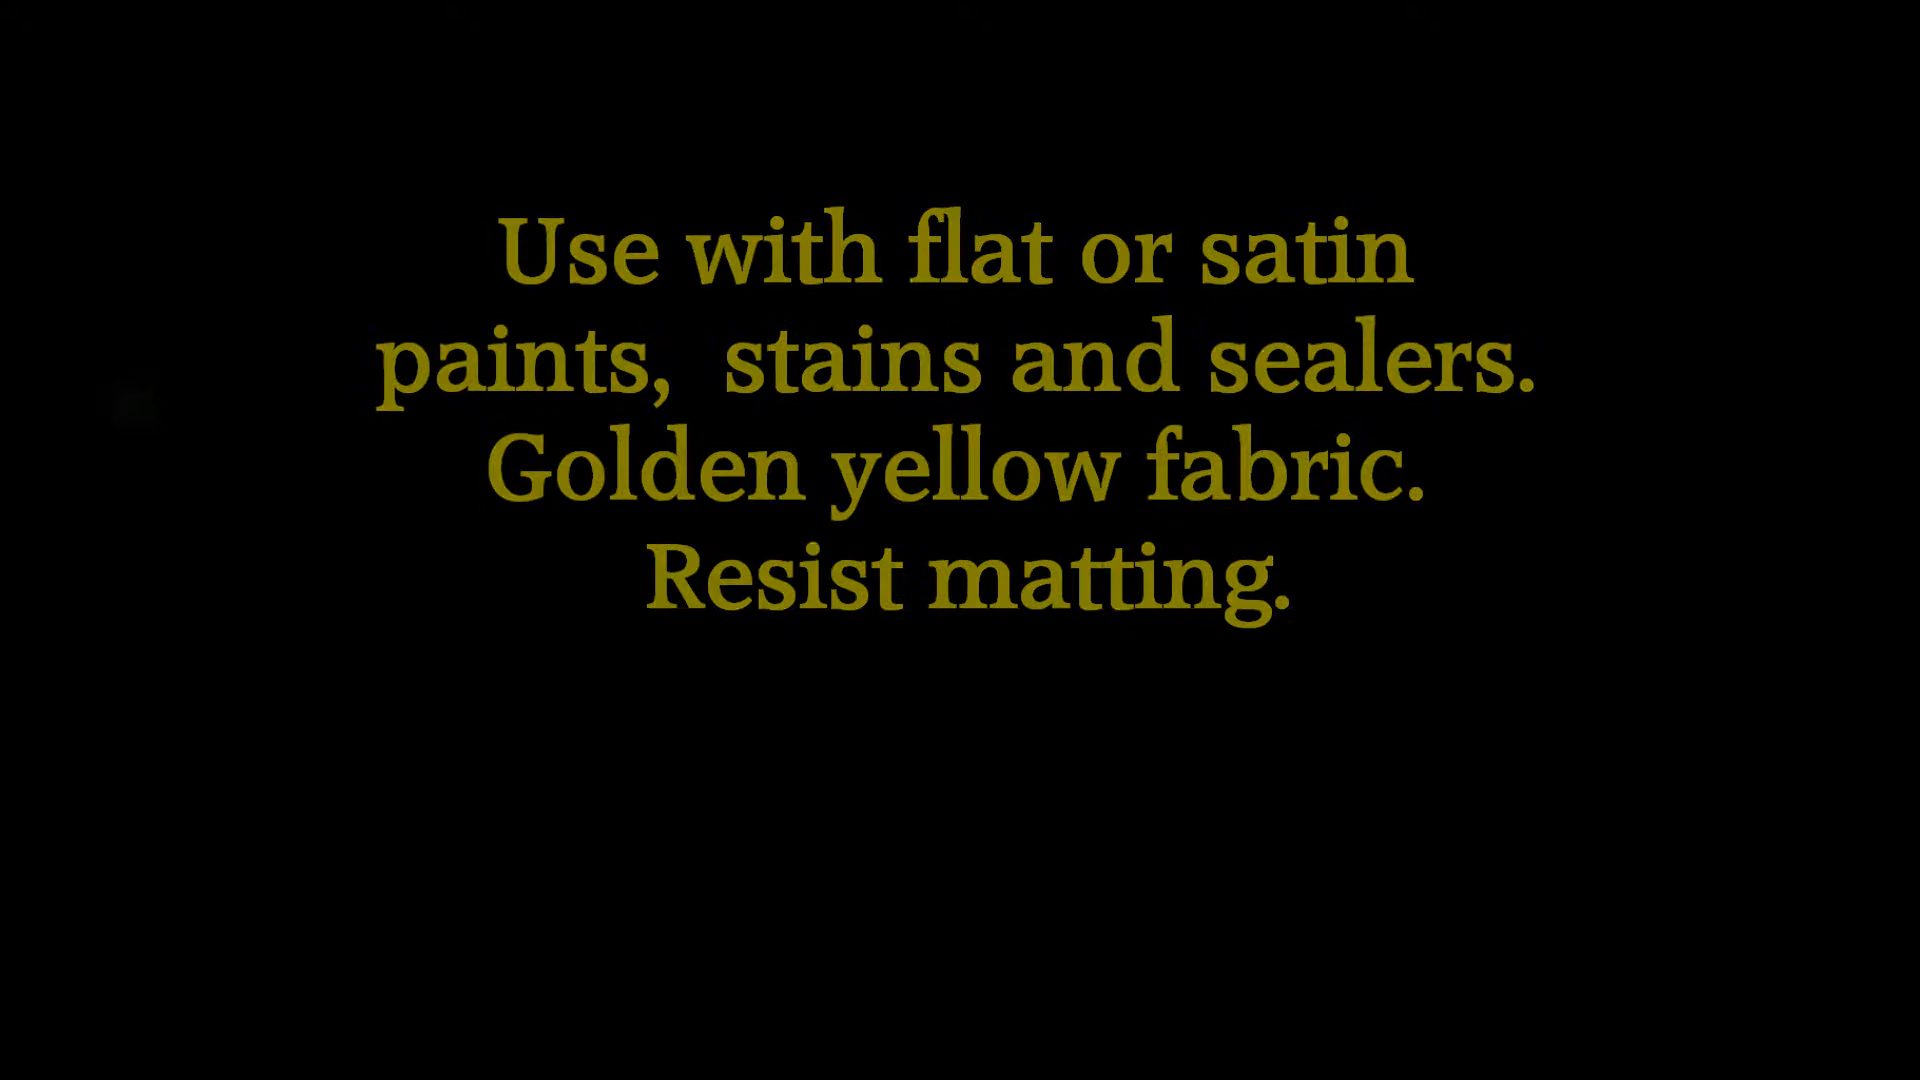 Use with flat or satin
paints,  stains and sealers.
Golden yellow fabric.
Resist matting.